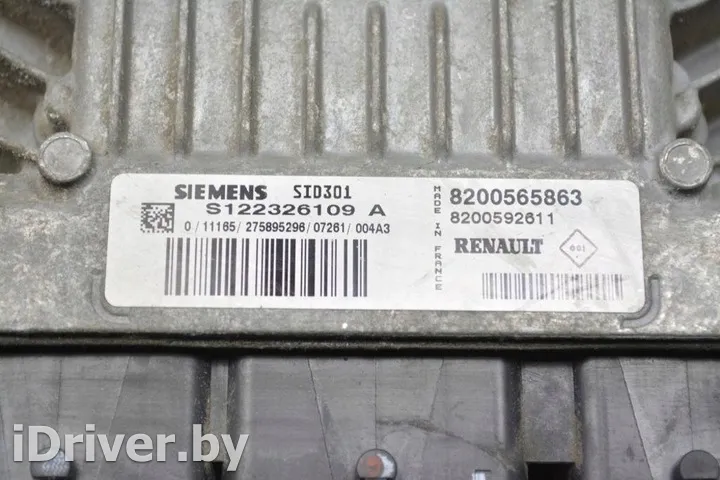 SIEMENS SID301
S122326109 A
0/11165/275895296/07261/004A3
MADE IN FRANCE
8200565863
8200592611
RENAULT
iDriver.by